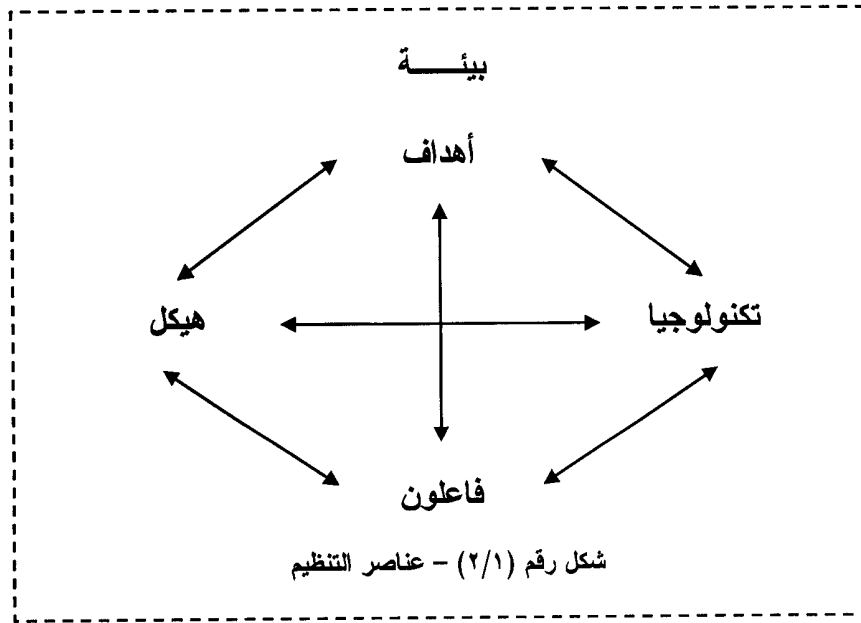 بيئـــــة
أهداف
تكنولوجيا
هيكل
فاعلون
شكل رقم (٢/١) – عناصر التنظيم